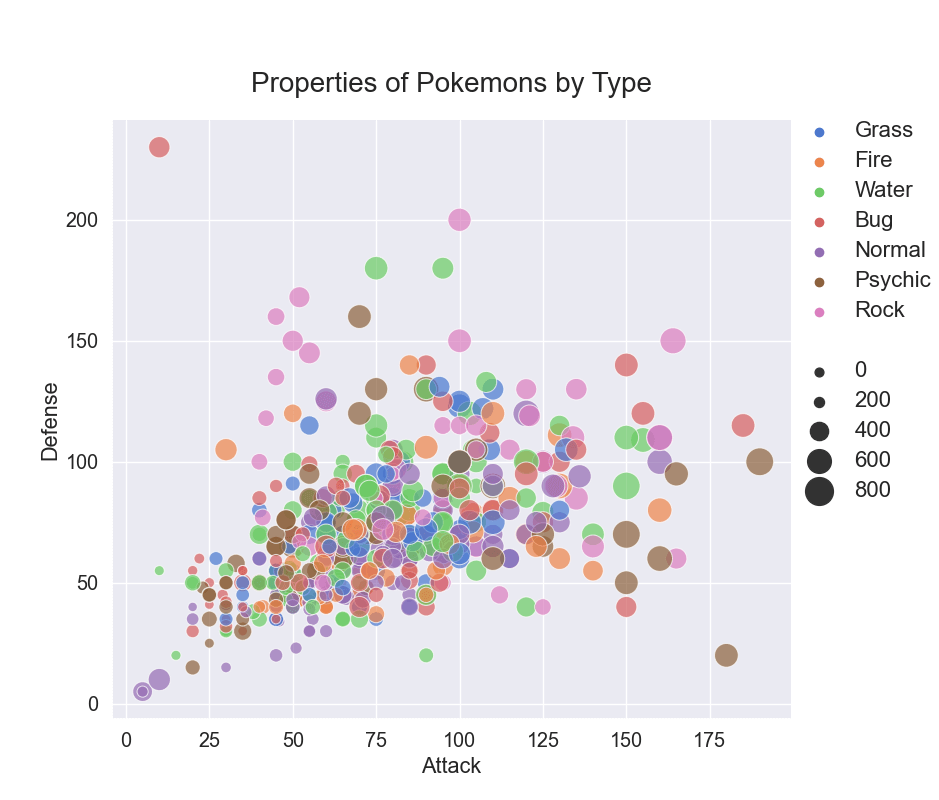 Properties of Pokemons by Type
Defense
200
150
100
50
0
0 25 50 75 100 125 150 175
Attack
Grass
Fire
Water
Bug
Normal
Psychic
Rock
0
200
400
600
800